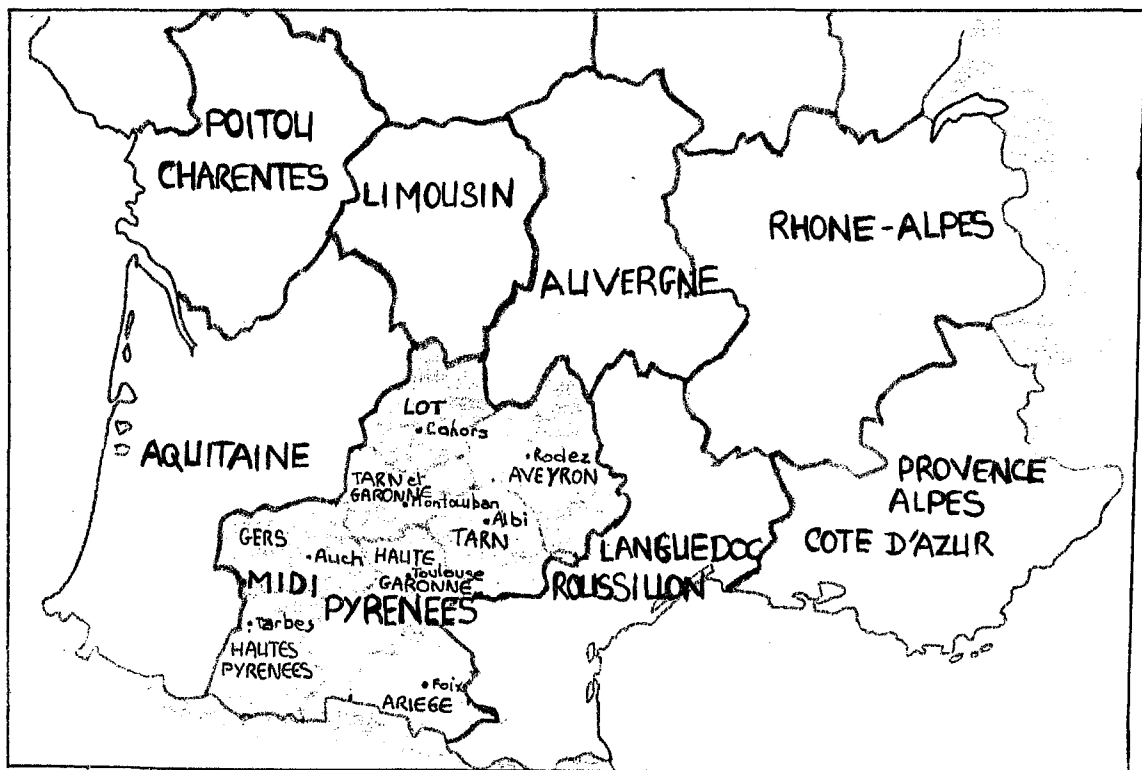 POITOU
CHARENTES
LIMOUSIN
RHONE-ALPES
AUVERGNE
LOT
Cahors
AQUITAINE
Rodez
AVEYRON
TARN et
GARONNE
Montauban
Albi
TARN
PROVENCE
ALPES
COTE D'AZUR
GERS
Auch
HAUTE
GARONNE
Toulouse
LANGUEDOC
ROUSSILLON
MIDI
PYRENEES
Tarbes
HAUTES
PYRENEES
Foix
ARIEGE